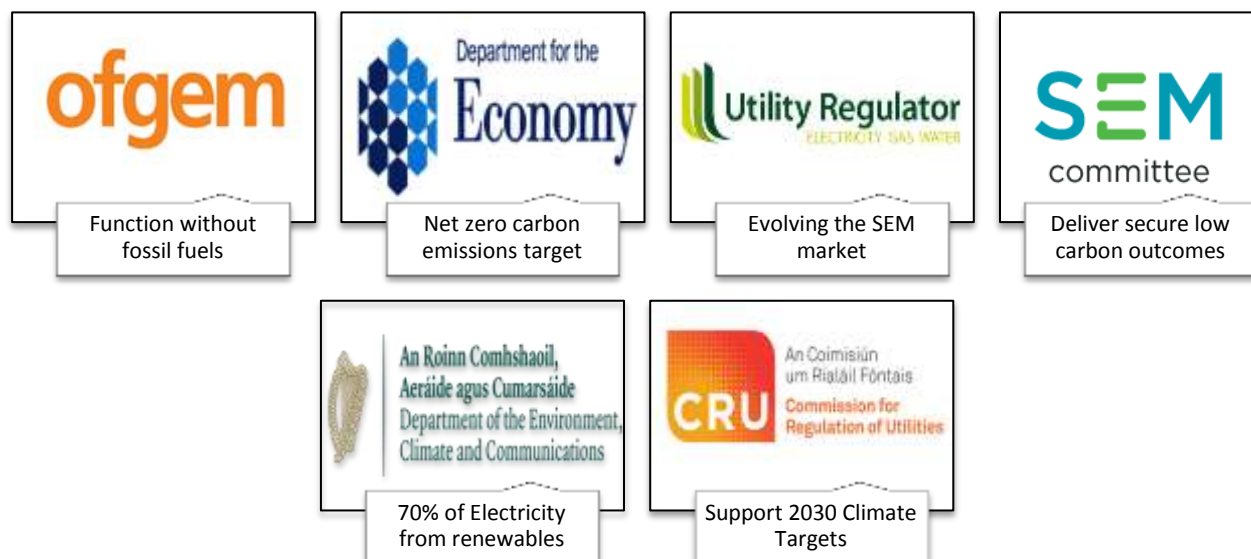 ofgem
Function without
fossil fuels
Department for the
Economy
Net zero carbon
emissions target
Utility Regulator
ELECTRICITY GAS WATER
Evolving the SEM
market
SEM
committee
Deliver secure low
carbon outcomes
An Roinn Comhshaoil,
Aeráide agus Cumarsáide
Department of the Environment,
Climate and Communications
70% of Electricity
from renewables
CRU
An Coimisiún
um Rialáil Fóntais
Commission for
Regulation of Utilities
Support 2030 Climate
Targets